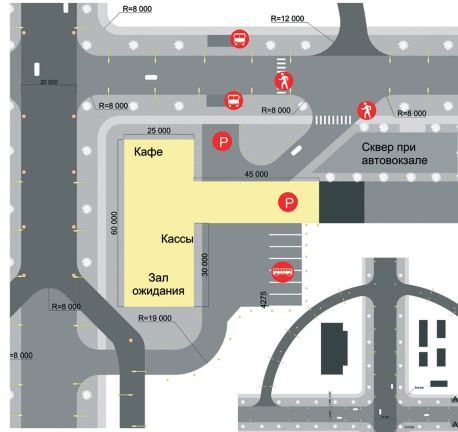 R=8 000
R=12 000
20 000
R=8 000
R=8 000
R=8 000
25 000
P
Кафе
Сквер при
автовокзале
45 000
60 000
P
Кассы
30 000
Зал
ожидания
4275
R=8 000
R=19 000
=8 000
A
A